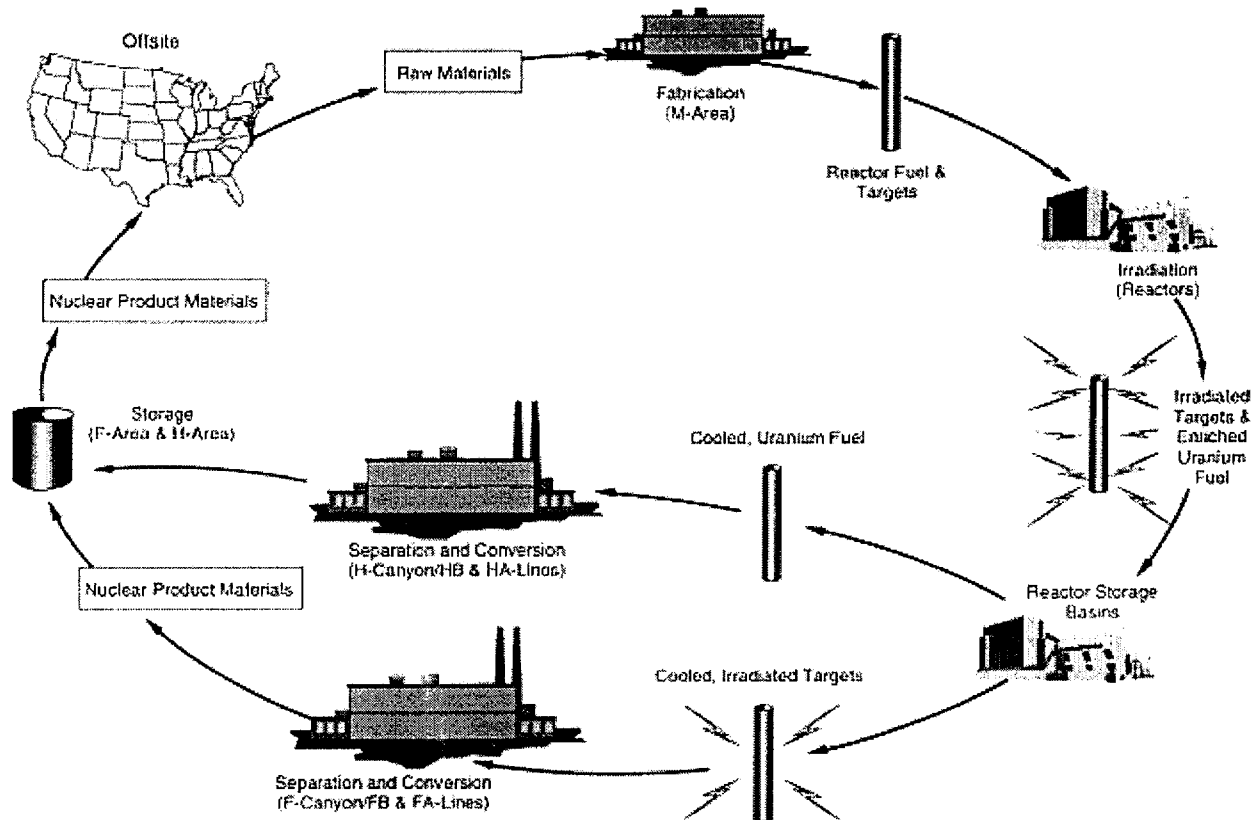 Offsite
Raw Materials
Fabrication
(M-Area)
Reactor Fuel &
Targets
Irradiation
(Reactors)
Irradiated
Targets &
Enriched
Uranium
Fuel
Reactor Storage
Basins
Cooled, Uranium Fuel
Separation and Conversion
(H-Canyon/HB & HA-Lines)
Cooled, Irradiated Targets
Separation and Conversion
(F-Canyon/FB & FA-Lines)
Nuclear Product Materials
Storage
(F-Area & H-Area)
Nuclear Product Materials